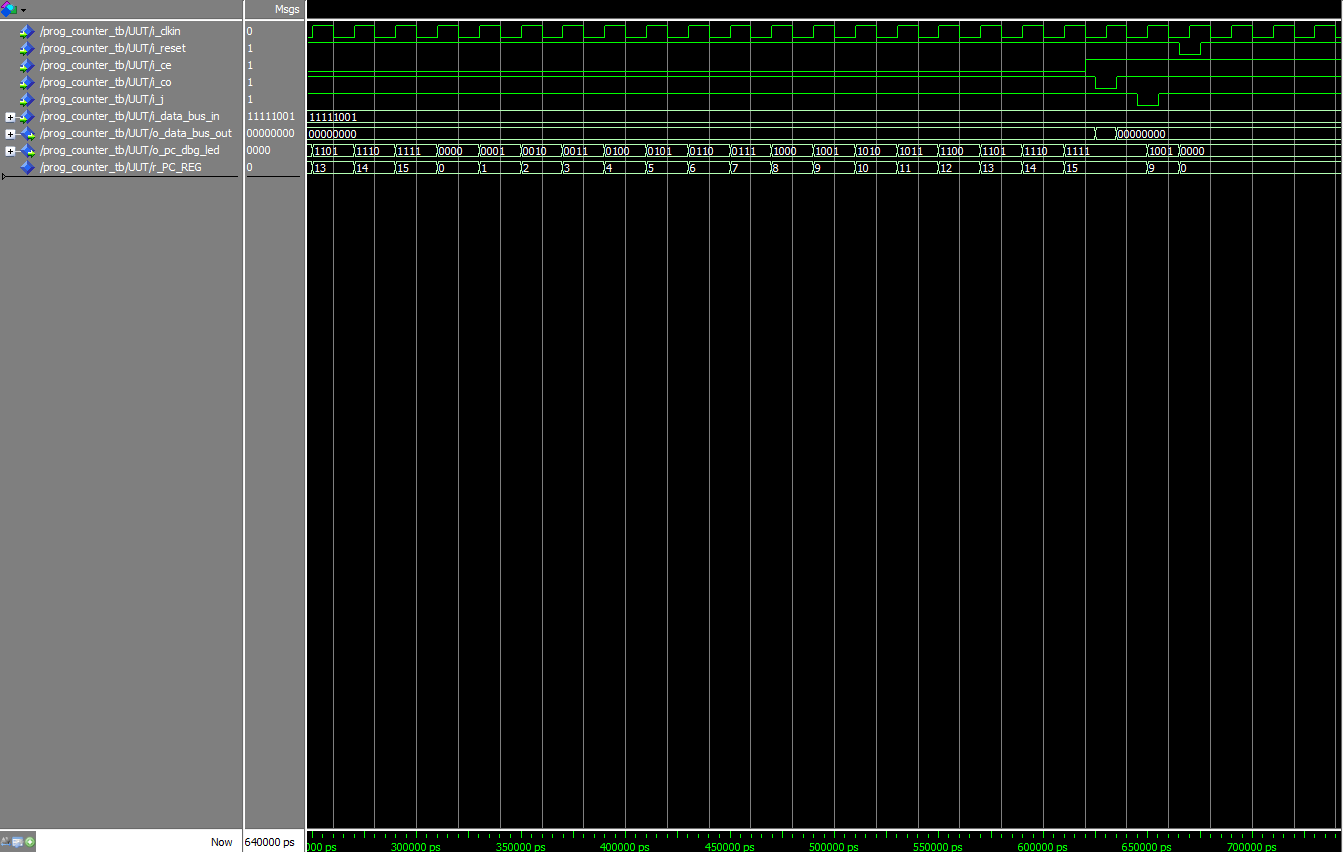 Msgs
/prog_counter_tb/UUT/i_clkin 0
/prog_counter_tb/UUT/i_reset 1
/prog_counter_tb/UUT/i_ce 1
/prog_counter_tb/UUT/i_co 1
/prog_counter_tb/UUT/i_j 1
/prog_counter_tb/UUT/i_data_bus_in 11111001 11111001
/prog_counter_tb/UUT/o_data_bus_out 00000000 00000000 00000000
/prog_counter_tb/UUT/o_pc_dbg_led 0000 1101 1110 1111 0000 0001 0010 0011 0100 0101 0110 0111 1000 1001 1010 1011 1100 1101 1110 1111 1001 0000
/prog_counter_tb/UUT/r_PC_REG 0 13 14 15 0 1 2 3 4 5 6 7 8 9 10 11 12 13 14 15 9 0
Now 640000 ps
000 ps 300000 ps 350000 ps 400000 ps 450000 ps 500000 ps 550000 ps 600000 ps 650000 ps 700000 ps